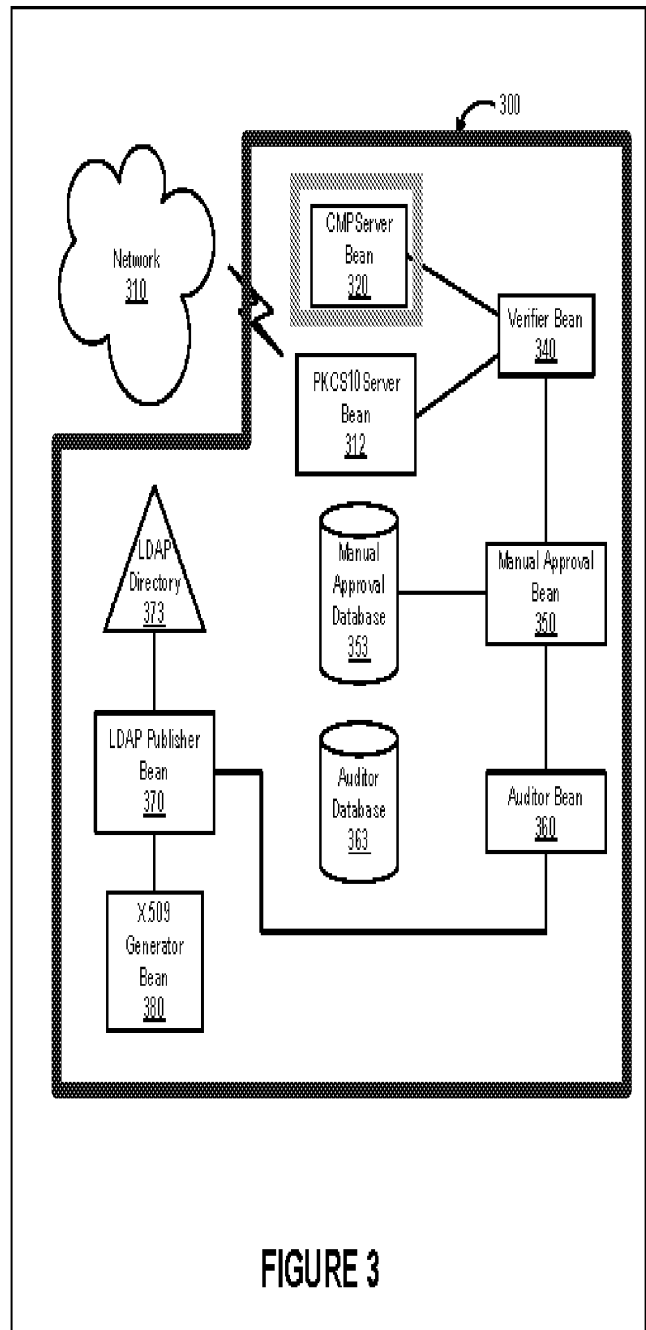 300
Network
310
CMPServer
Bean
320
Verifier Bean
340
PKCS10 Server
Bean
312
LDAP
Directory
373
Manual
Approval
Database
353
Manual Approval
Bean
350
LDAP Publisher
Bean
370
Auditor
Database
363
Auditor Bean
360
X.509
Generator
Bean
380
FIGURE 3